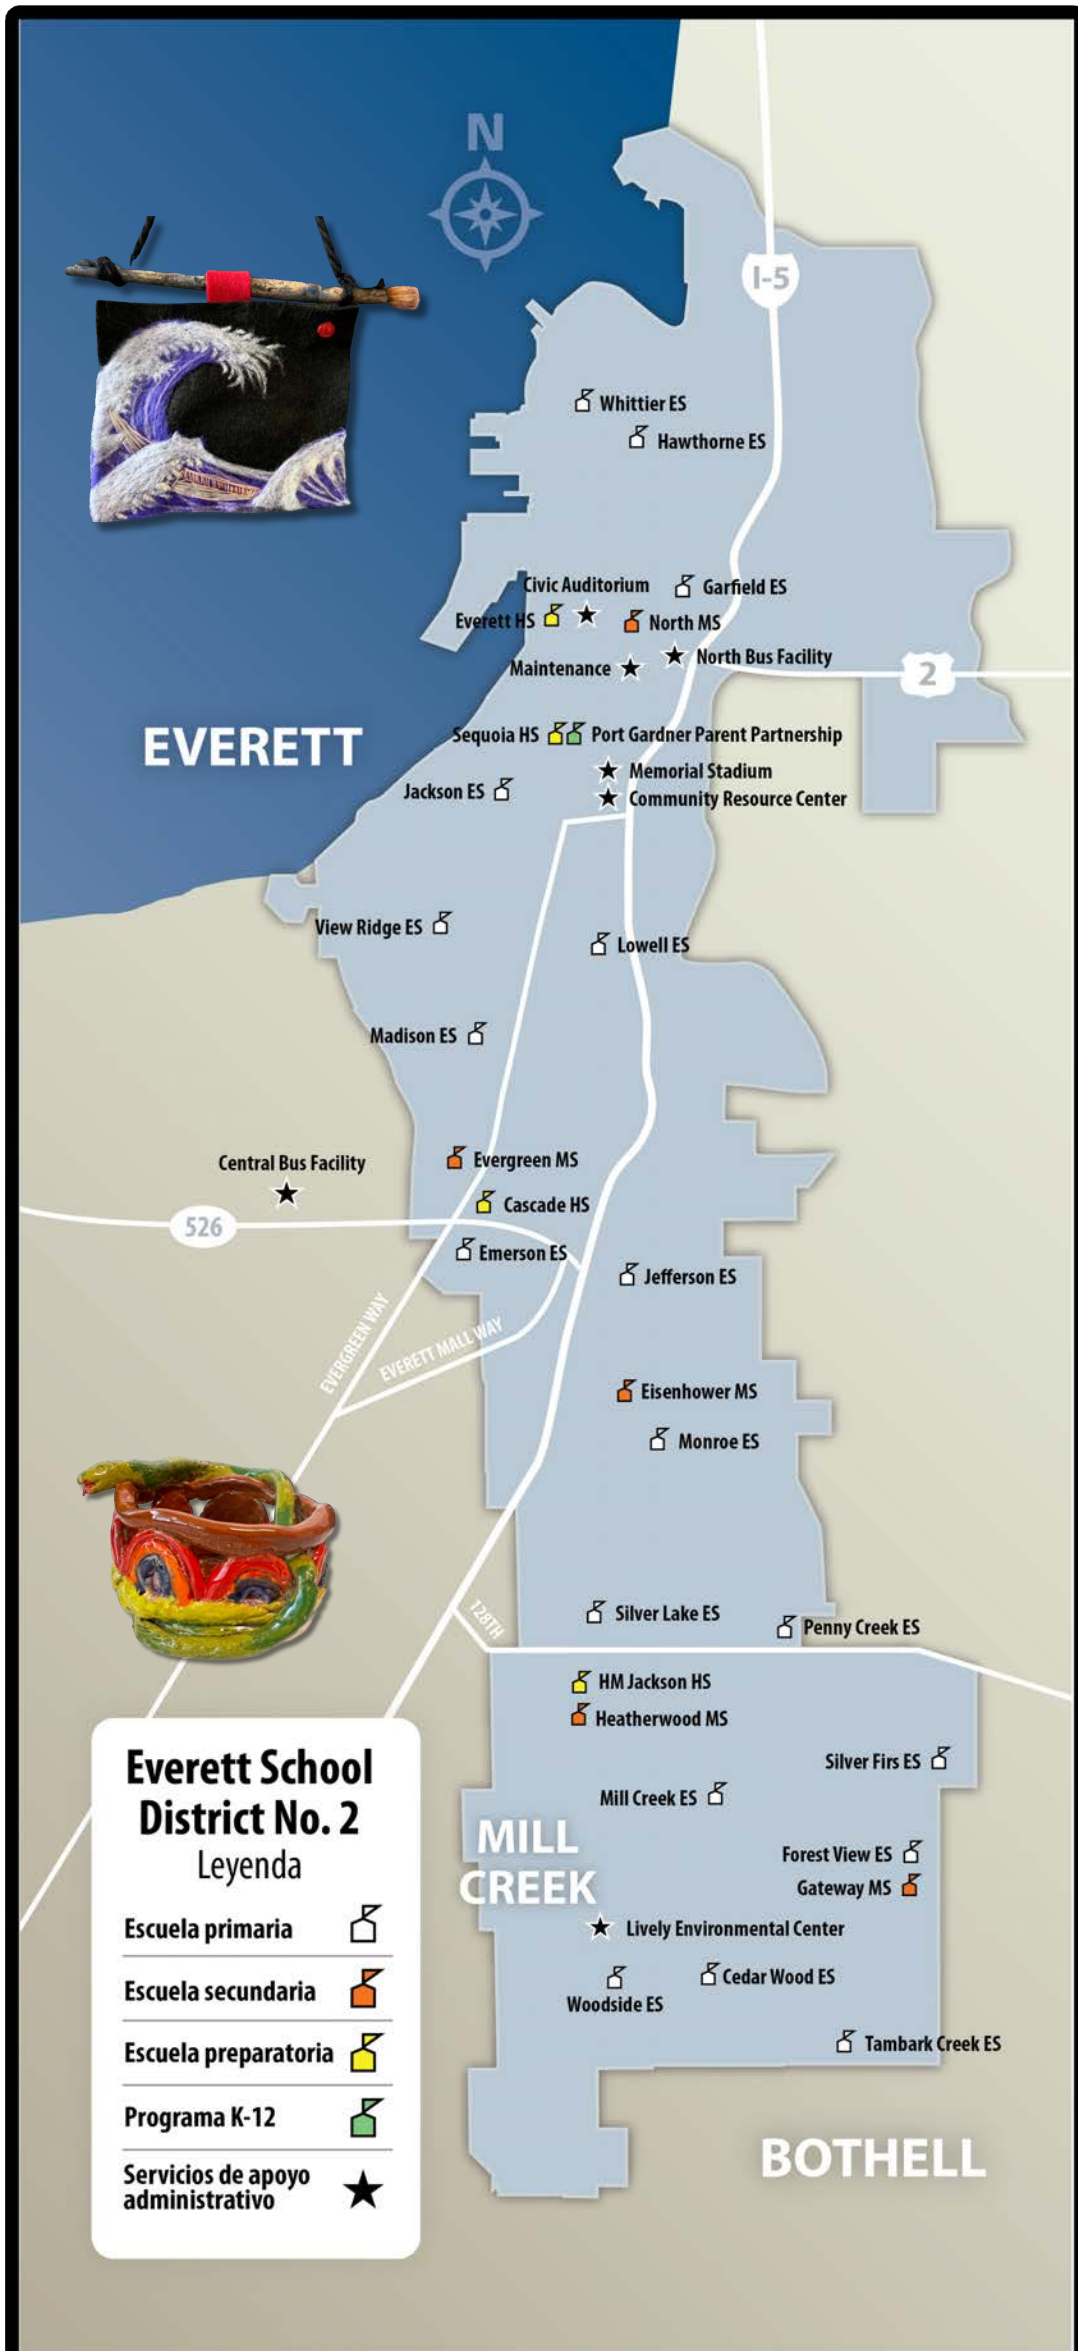 N
I-5
Whittier ES
Hawthorne ES
Civic Auditorium
Garfield ES
Everett HS
North MS
North Bus Facility
Maintenance
2
EVERETT
Sequoia HS
Port Gardner Parent Partnership
Memorial Stadium
Jackson ES
Community Resource Center
View Ridge ES
Lowell ES
Madison ES
Evergreen MS
Central Bus Facility
Cascade HS
526
Emerson ES
Jefferson ES
EVERGREEN WAY
EVERETT MALL WAY
Eisenhower MS
Monroe ES
128TH
Silver Lake ES
Penny Creek ES
HM Jackson HS
Heatherwood MS
Silver Firs ES
Mill Creek ES
MILL
CREEK
Forest View ES
Gateway MS
Lively Environmental Center
Cedar Wood ES
Woodside ES
Tambark Creek ES
BOTHELL
Everett School
District No. 2
Leyenda
Escuela primaria
Escuela secundaria
Escuela preparatoria
Programa K-12
Servicios de apoyo
administrativo